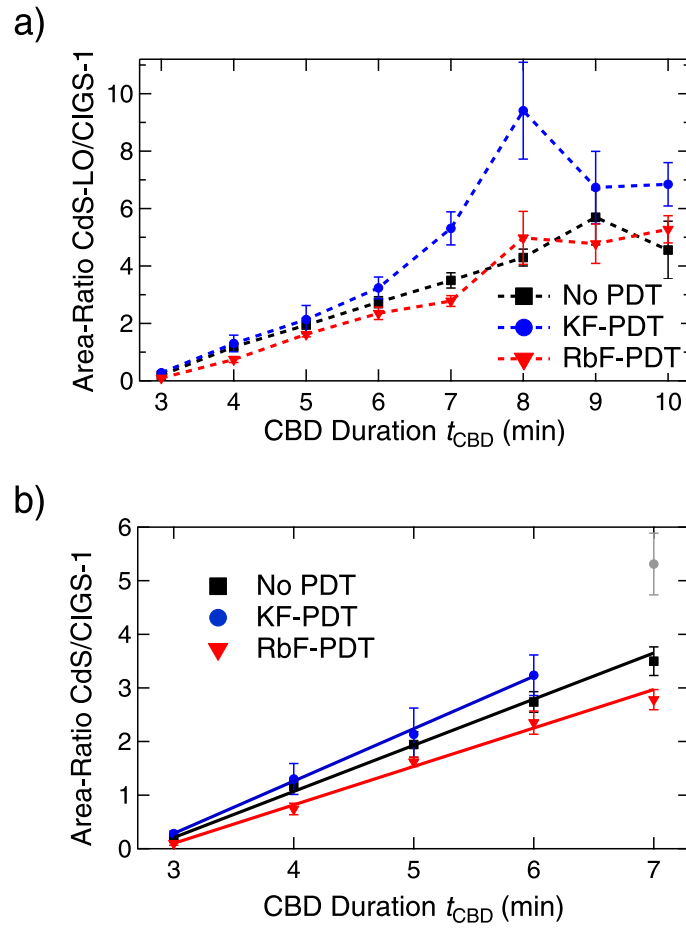 a)
Area-Ratio CdS-LO/CIGS-1
10
8
6
4
2
0
No PDT
KF-PDT
RbF-PDT
3 4 5 6 7 8 9 10
CBD Duration tCBD (min)
b)
Area-Ratio CdS/CIGS-1
6
5
4
3
2
1
0
No PDT
KF-PDT
RbF-PDT
3 4 5 6 7
CBD Duration tCBD (min)